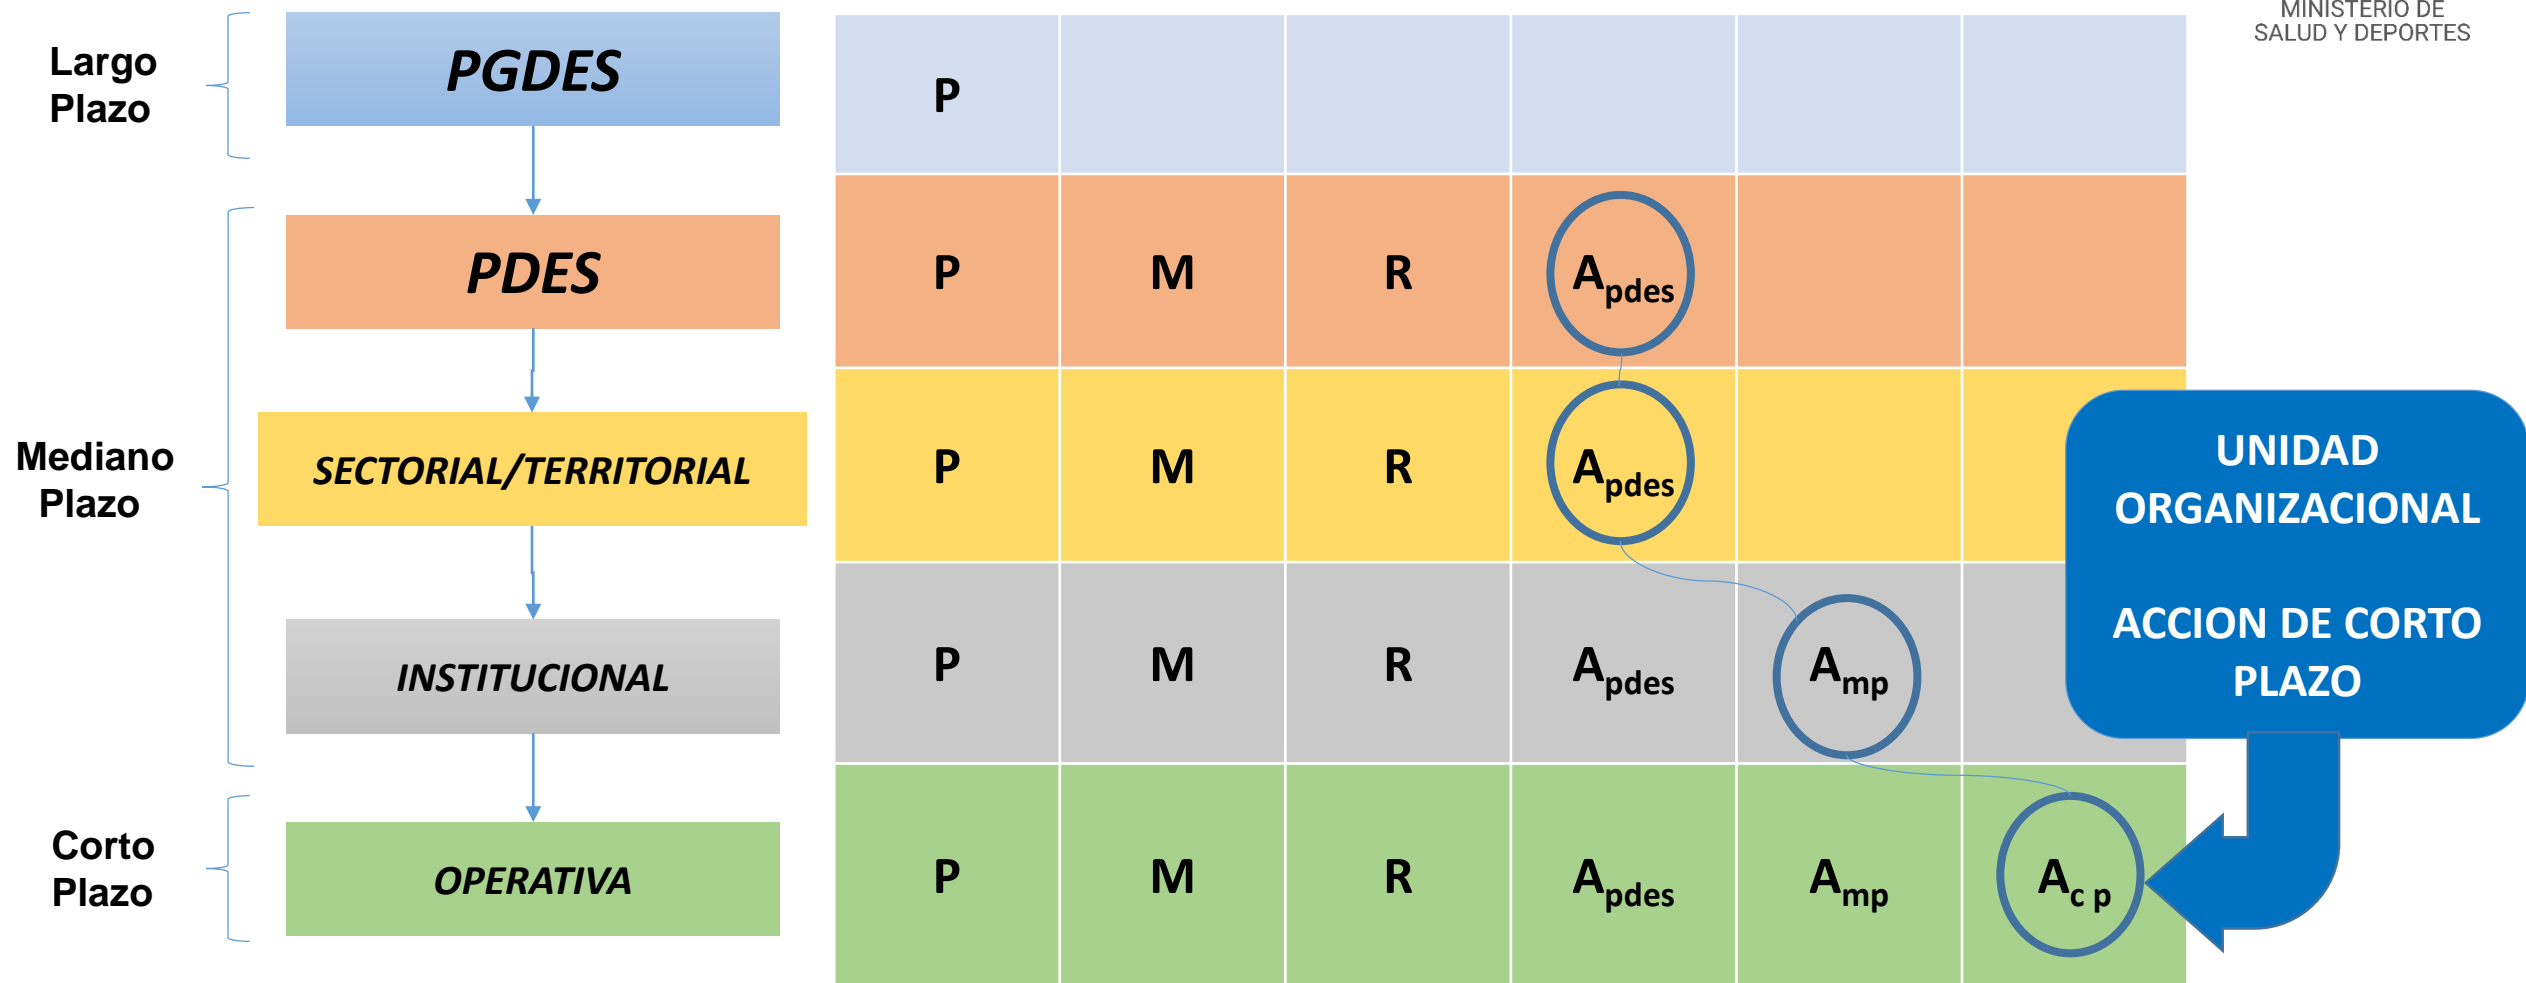 MINISTERIO DE
SALUD Y DEPORTES
Largo
Plazo
PGDES
P
PDES
P M R Apdes
Mediano
Plazo
SECTORIAL/TERRITORIAL
P M R Apdes
UNIDAD
ORGANIZACIONAL
ACCION DE CORTO
PLAZO
INSTITUCIONAL
P M R Apdes Amp
Corto
Plazo
OPERATIVA
P M R Apdes Amp Ac p